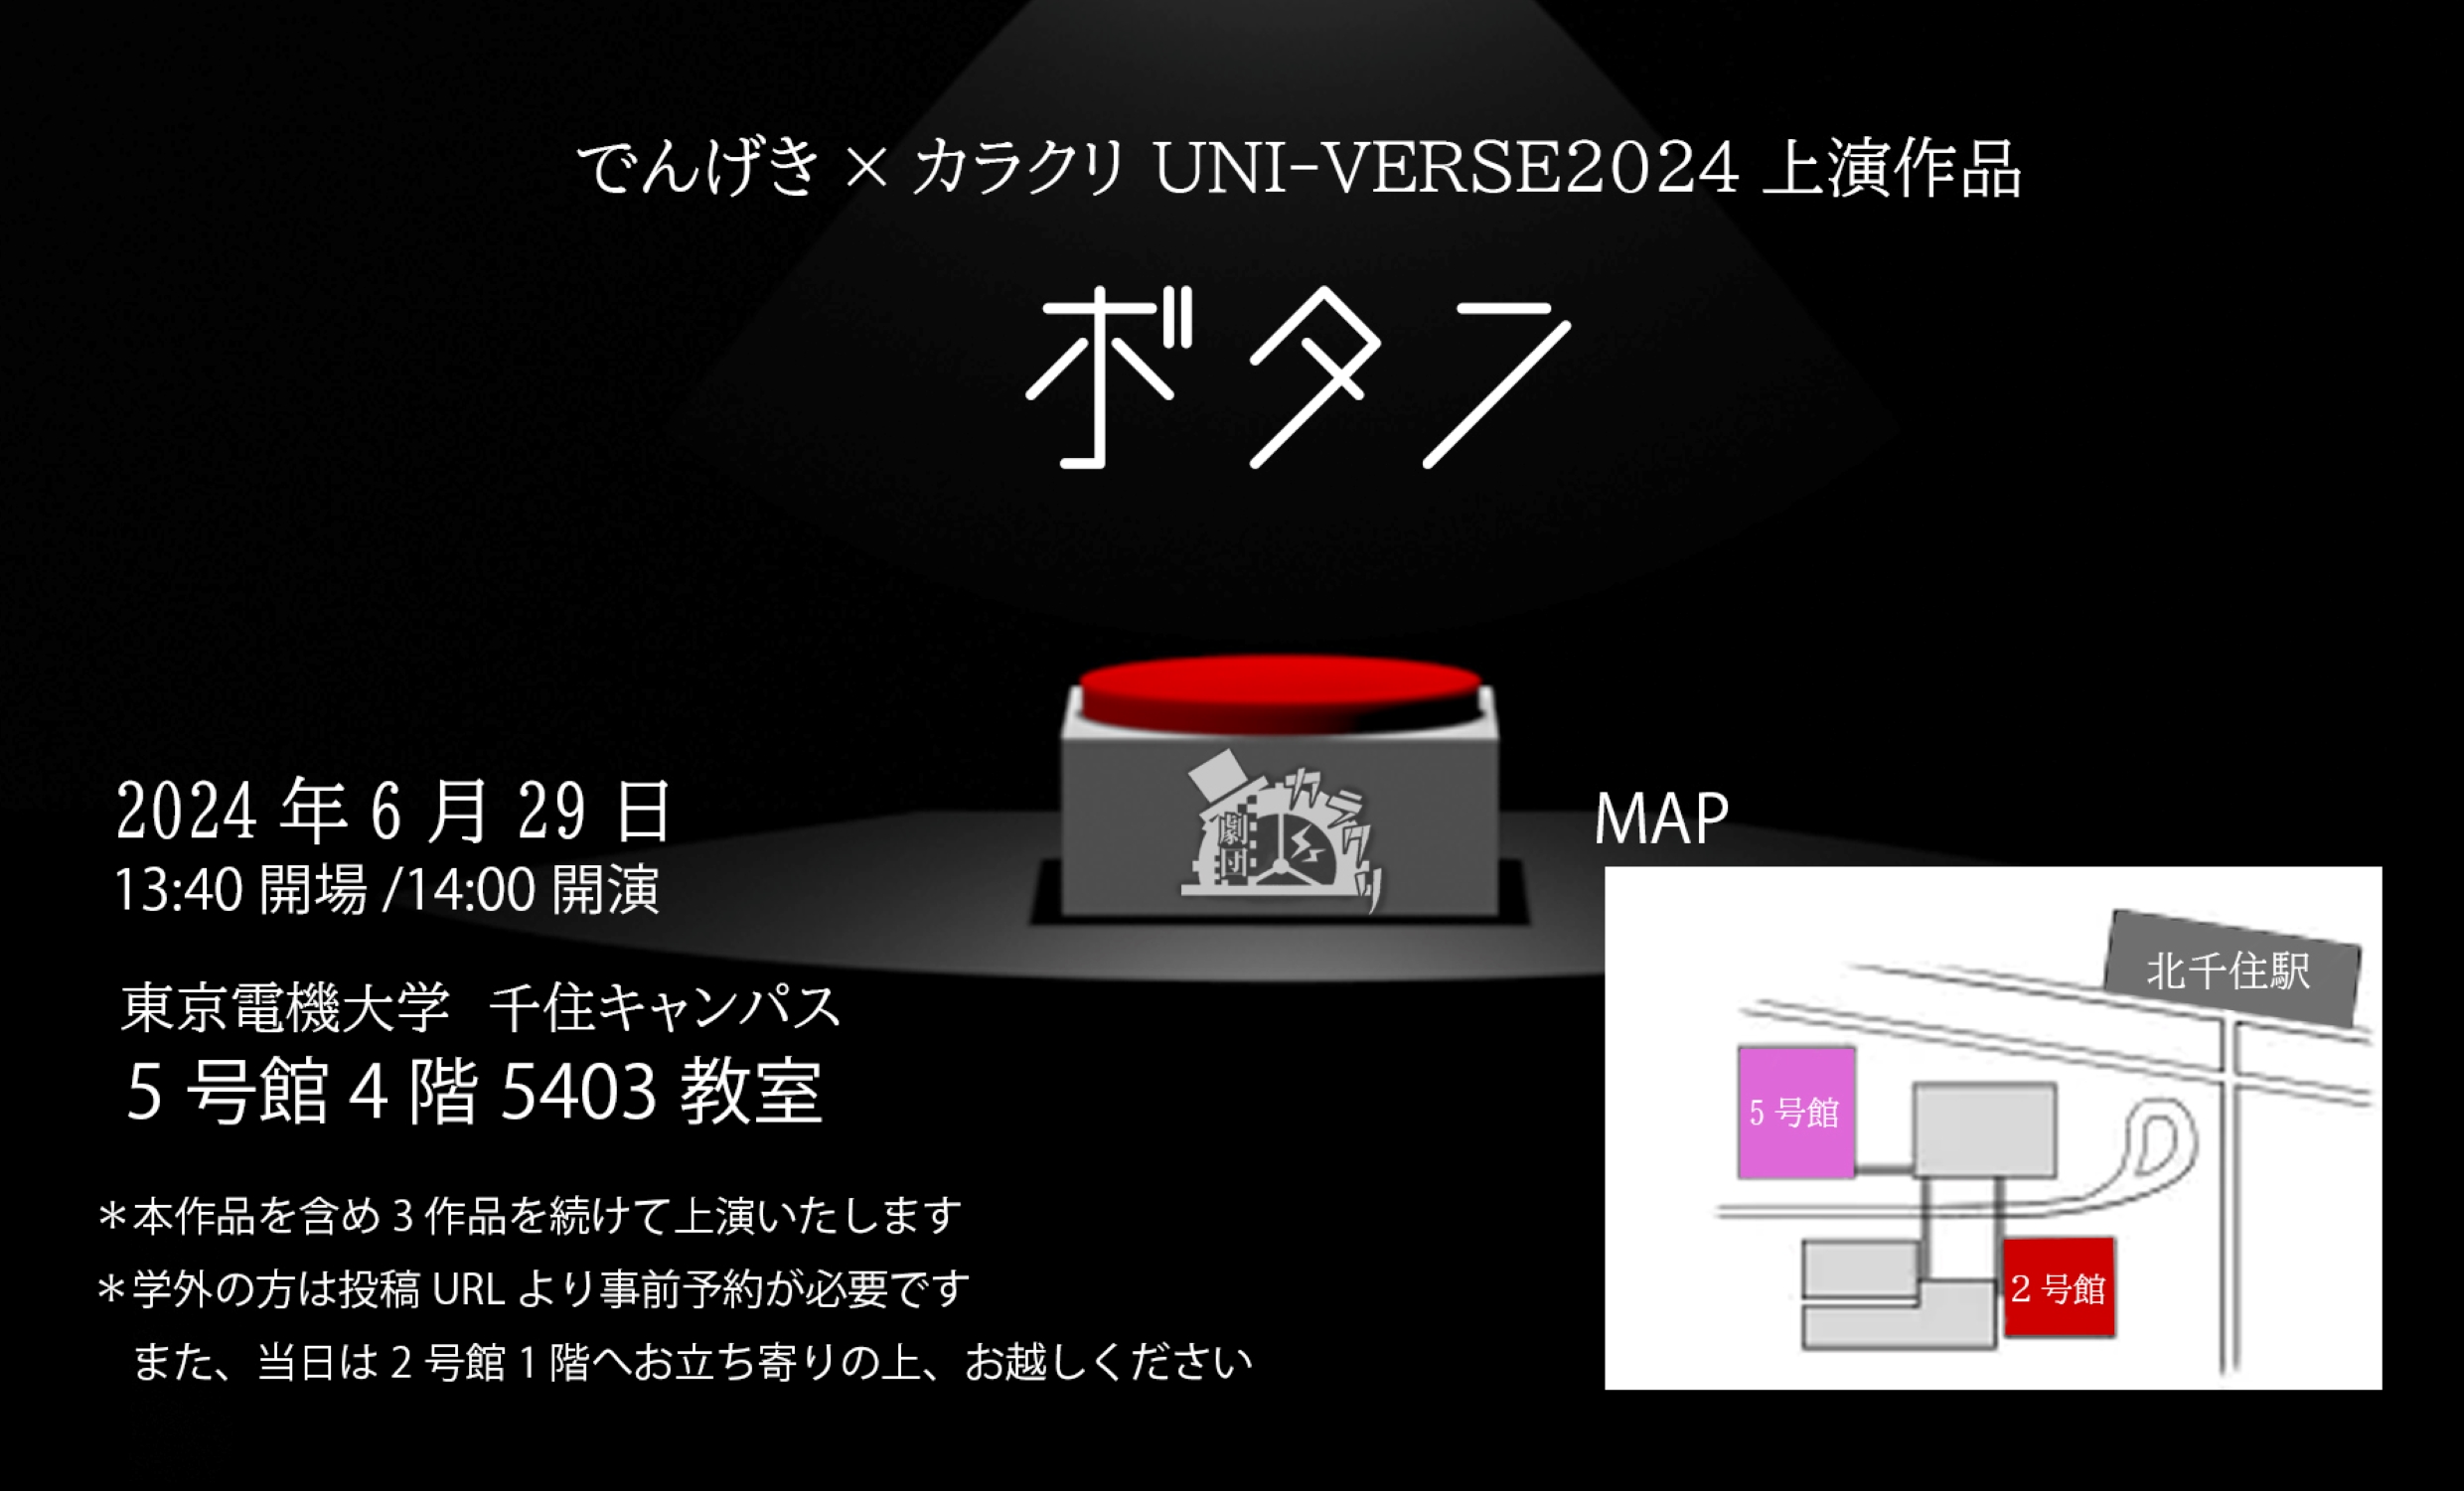 でんげき × カラクリ UNI-VERSE2024 上演作品
ボタン
劇団
カラクリ
2024 年 6 月 29 日
13:40 開場 /14:00 開演
東京電機大学 千住キャンパス
5 号館 4 階 5403 教室
＊本作品を含め 3 作品を続けて上演いたします
＊学外の方は投稿 URL より事前予約が必要です
また、当日は 2 号館 1 階へお立ち寄りの上、お越しください
MAP
北千住駅
5 号館
2 号館